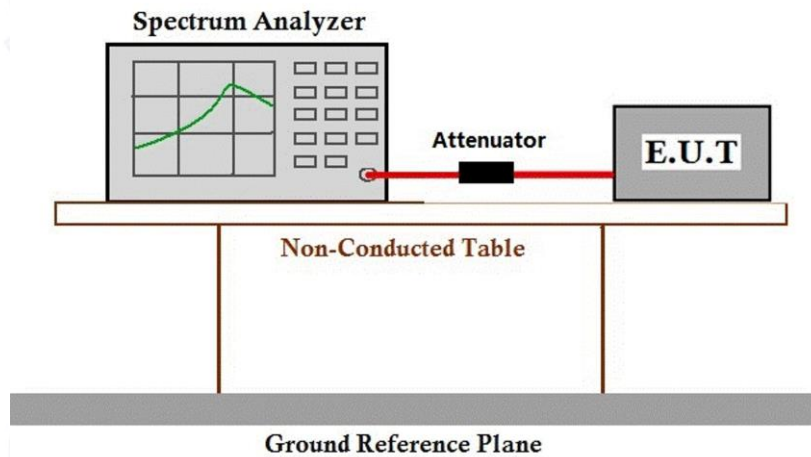 Spectrum Analyzer
Attenuator
E.U.T
Non-Conducted Table
Ground Reference Plane